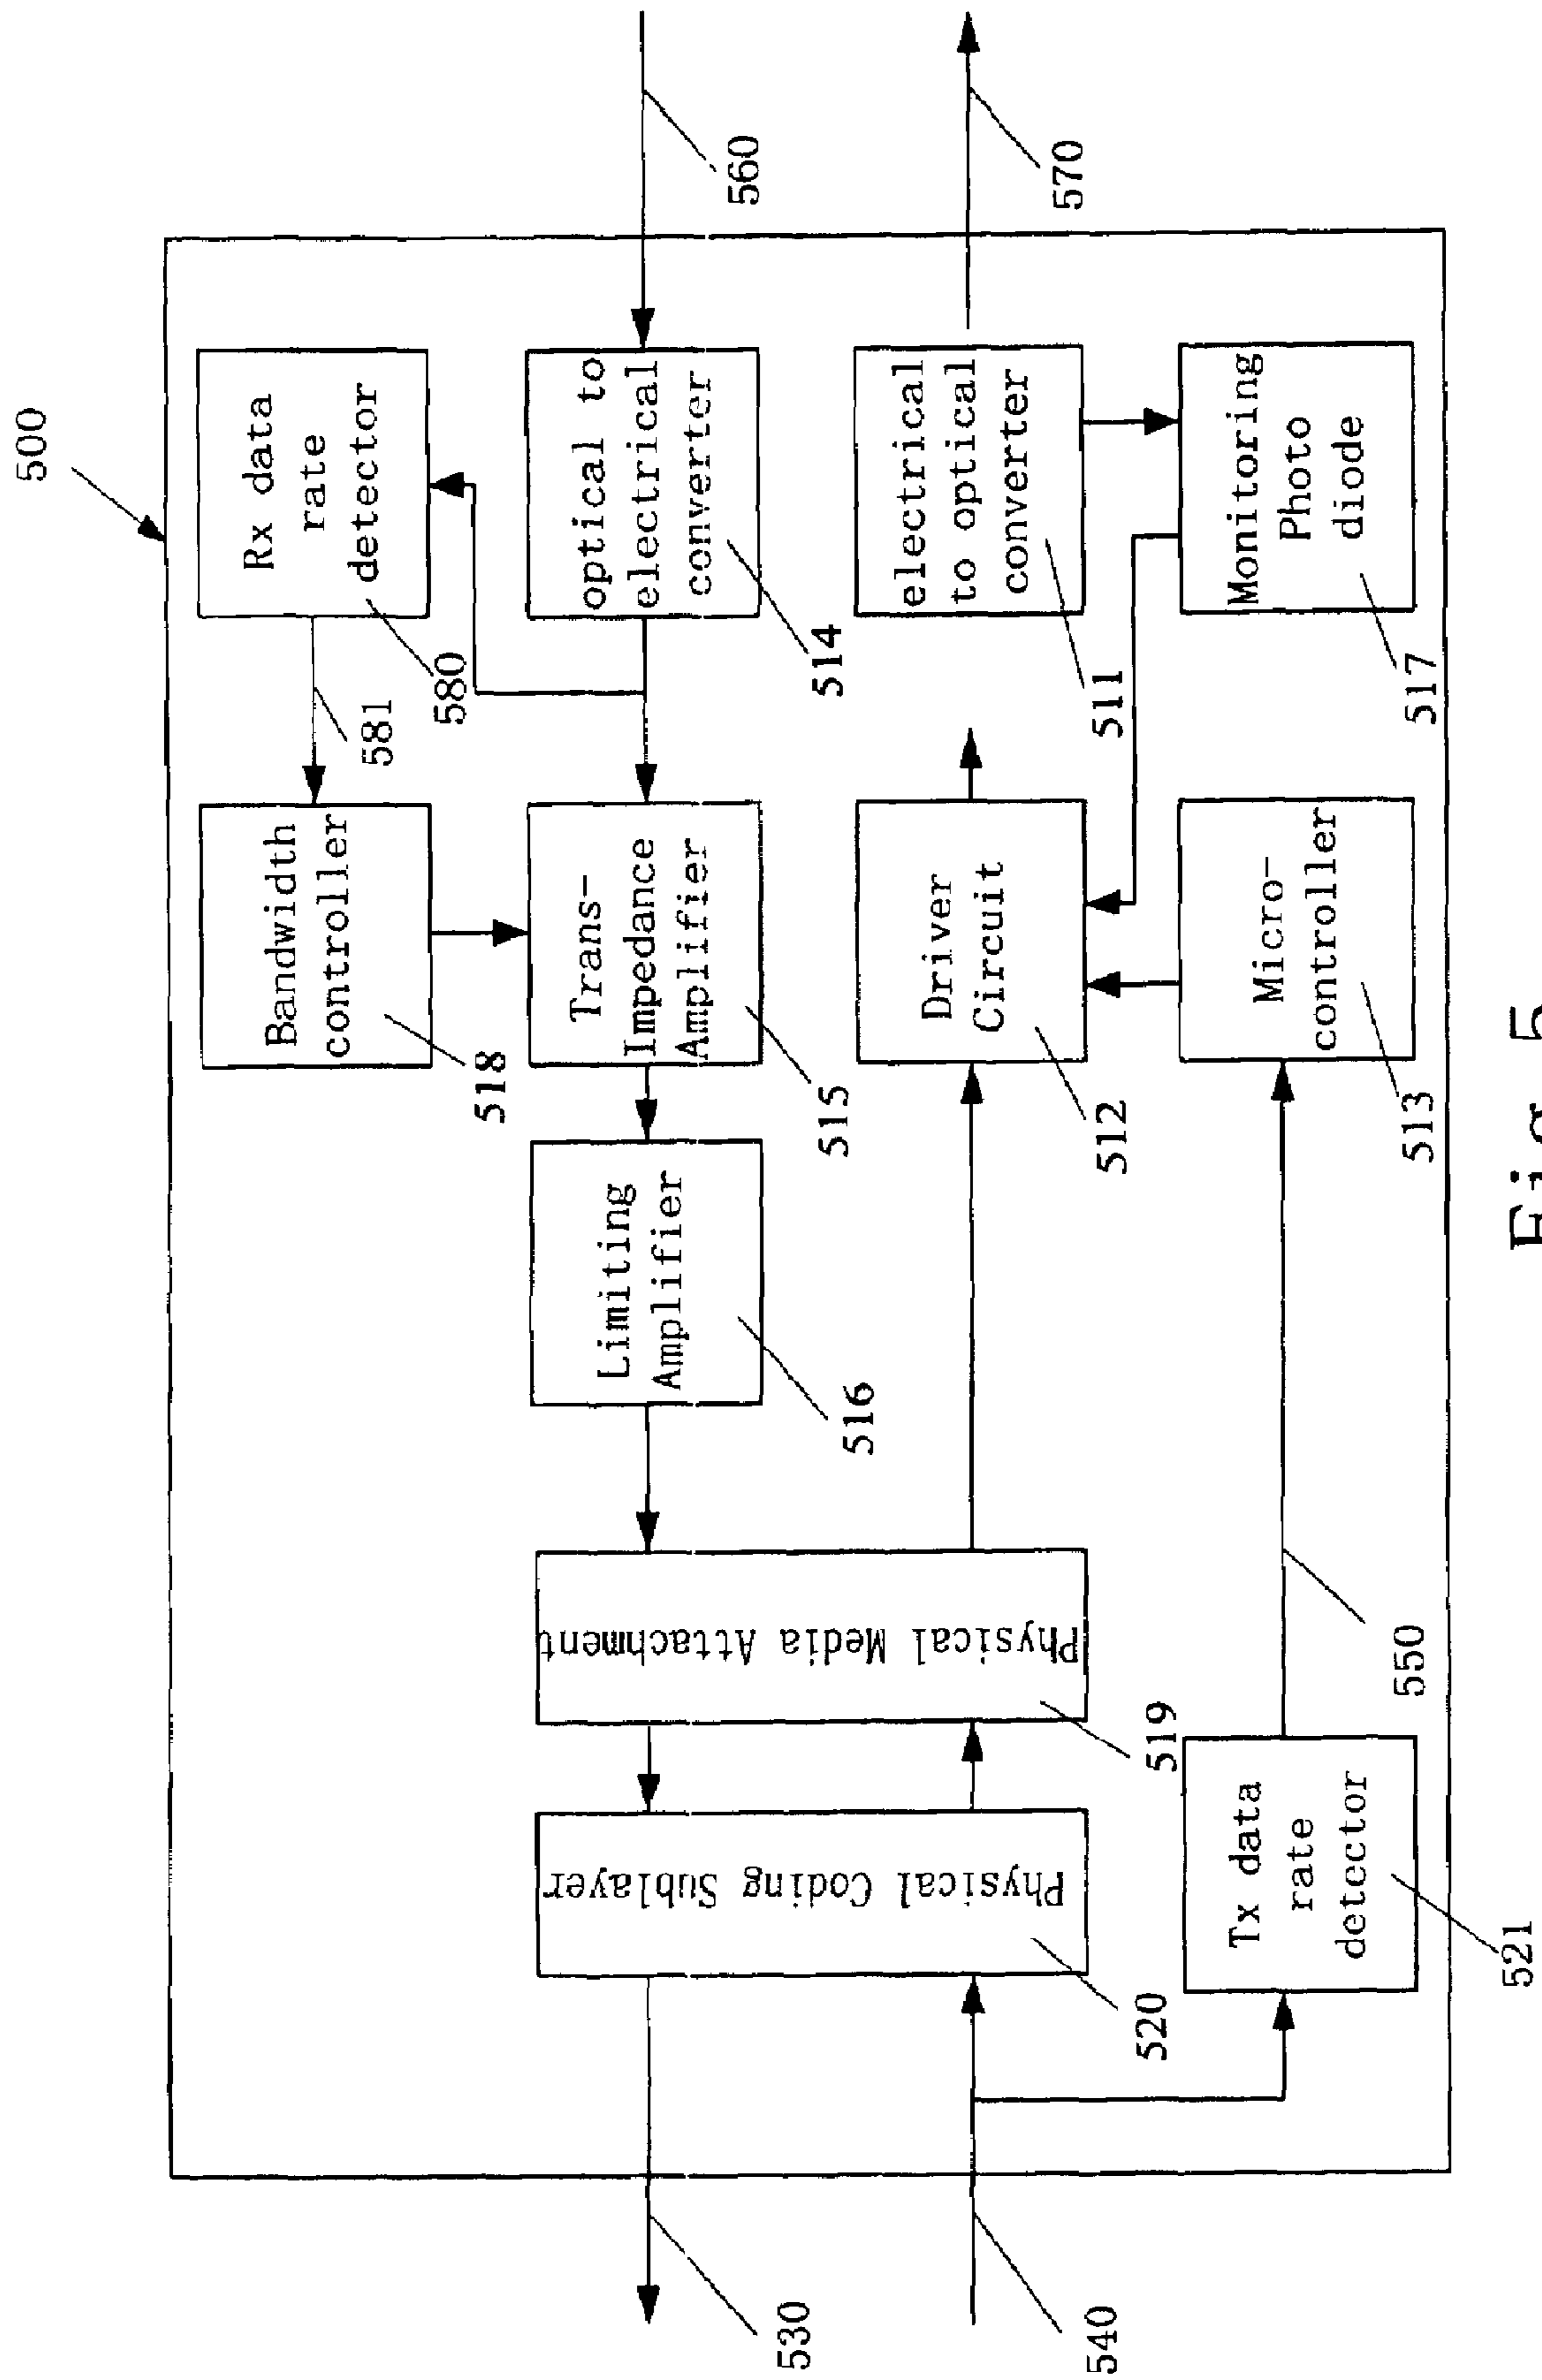 500
Rx data
rate
detector
580
581
Bandwidth
controller
518
560
optical to
electrical
converter
514
Trans-
Impedance
Amplifier
515
Limiting
Amplifier
516
Physical Media Attachment
519
Physical Coding Sublayer
520
530
540
570
electrical
to optical
converter
511
Driver
Circuit
512
Monitoring
Photo
diode
517
Micro-
controller
513
550
Tx data
rate
detector
521
Fig. 5